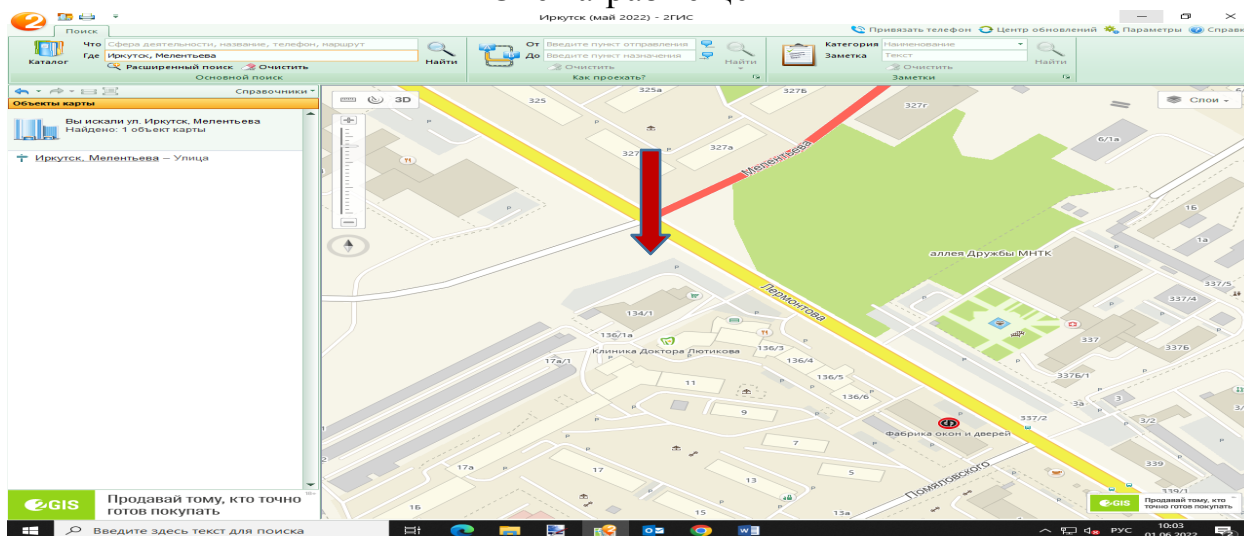 Иркутск (май 2022) - 2ГИС
Поиск
Привязать телефон Центр обновлений Параметры
Каталог
Что Сфера деятельности, название, телефон, маршрут
Где Иркутск, Мелентьева
Расширенный поиск Очистить
Найти
Основной поиск
От Введите пункт отправления
До Введите пункт назначения
Очистить
Найти
Как проехать?
Категория Наименование
Заметка Текст
Очистить
Найти
Заметки
Справочники
Объекты карты
Вы искали ул. Иркутск, Мелентьева
Найдено: 1 объект карты
Иркутск, Мелентьева – Улица
2GIS
Продавай тому, кто точно
готов покупать
3D
Слои
325а
327Б
325
327г
6/1а
327
327а
Мелентьева
1Б
1а
аллея Дружбы МНТК
337/5
337/4
Лермонтова
134/1
136/1а
337
337Б
Клиника Доктора Лютикова
136/3
136/4
17а/1
337Б/1
136/5
11
136/6
3а
3
3/2
9
337/2
Фабрика окон и дверей
7
339
17а
17
5
13
Помяловского
339/1
1Б
15
13а
2GIS
Продавай тому, кто
точно готов покупать
Введите здесь текст для поиска
РУС
10:03
01.06.2022